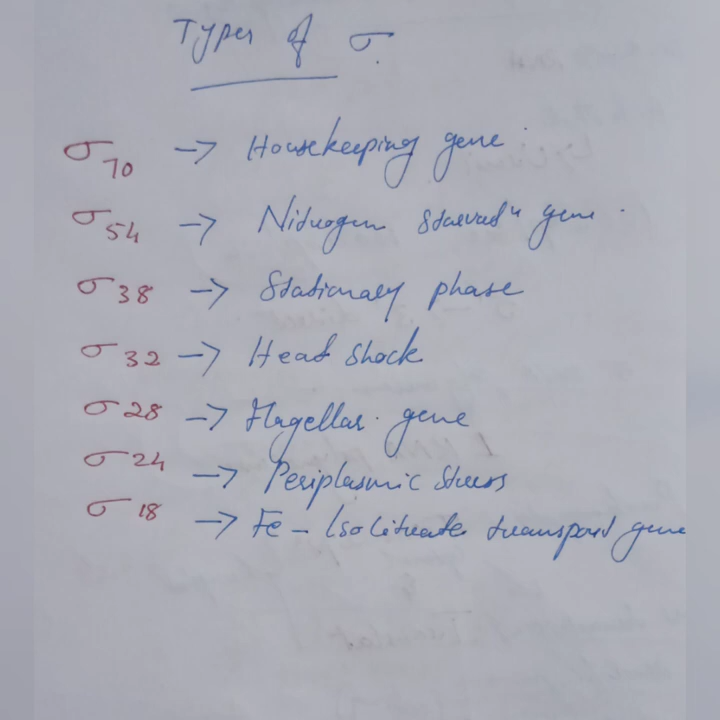 Types of σ.
σ70 → Housekeeping gene.
σ54 → Nitrogen starvatⁿ gene.
σ38 → Stationary phase
σ32 → Heat shock
σ28 → Flagellar. gene
σ24 → Periplasmic stress
σ18 → Fe - Isocitrate transport gene